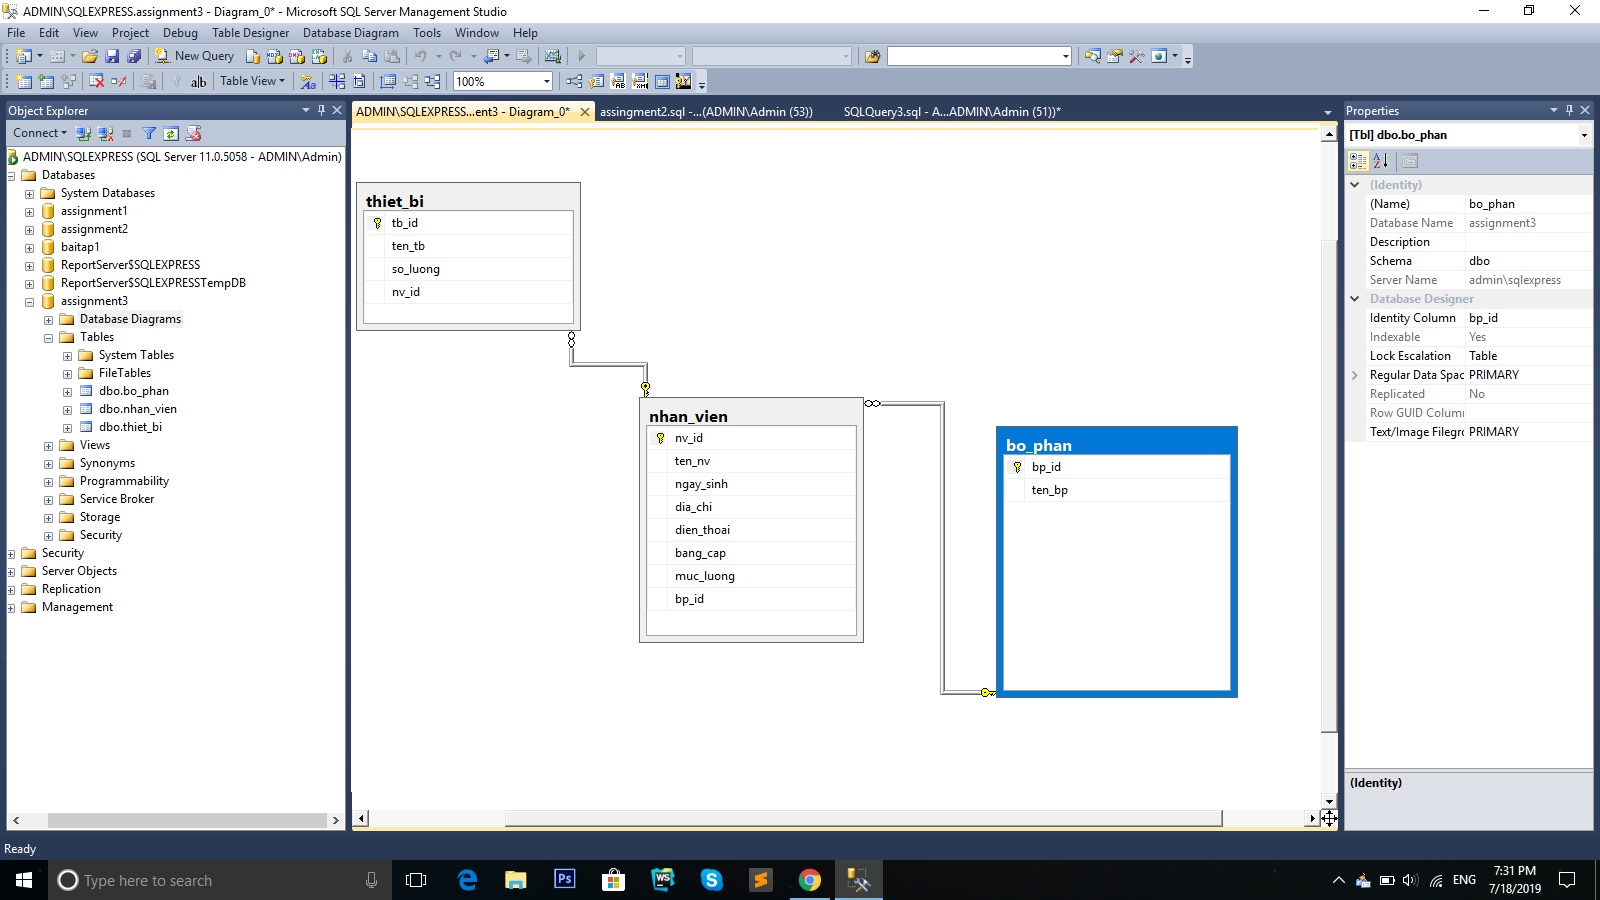 ADMIN\SQLEXPRESS.assignment3 - Diagram_0* - Microsoft SQL Server Management Studio
File Edit View Project Debug Table Designer Database Diagram Tools Window Help
New Query
ab| Table View 100%
Object Explorer
Connect
ADMIN\SQLEXPRESS (SQL Server 11.0.5058 - ADMIN\Admin)
Databases
System Databases
assignment1
assignment2
baitap1
ReportServer$SQLEXPRESS
ReportServer$SQLEXPRESSTempDB
assignment3
Database Diagrams
Tables
System Tables
FileTables
dbo.bo_phan
dbo.nhan_vien
dbo.thiet_bi
Views
Synonyms
Programmability
Service Broker
Storage
Security
Security
Server Objects
Replication
Management
ADMIN\SQLEXPRESS...ent3 - Diagram_0* assingment2.sql -...(ADMIN\Admin (53)) SQLQuery3.sql - A...ADMIN\Admin (51))*
thiet_bi
tb_id
ten_tb
so_luong
nv_id
nhan_vien
nv_id
ten_nv
ngay_sinh
dia_chi
dien_thoai
bang_cap
muc_luong
bp_id
bo_phan
bp_id
ten_bp
Properties
[Tbl] dbo.bo_phan
(Identity)
(Name) bo_phan
Database Name assignment3
Description
Schema dbo
Server Name admin\sqlexpress
Database Designer
Identity Column bp_id
Indexable Yes
Lock Escalation Table
Regular Data Spac PRIMARY
Replicated No
Row GUID Colum
Text/Image Filegr PRIMARY
(Identity)
Ready
Type here to search
Ps
WS
ENG
7:31 PM
7/18/2019